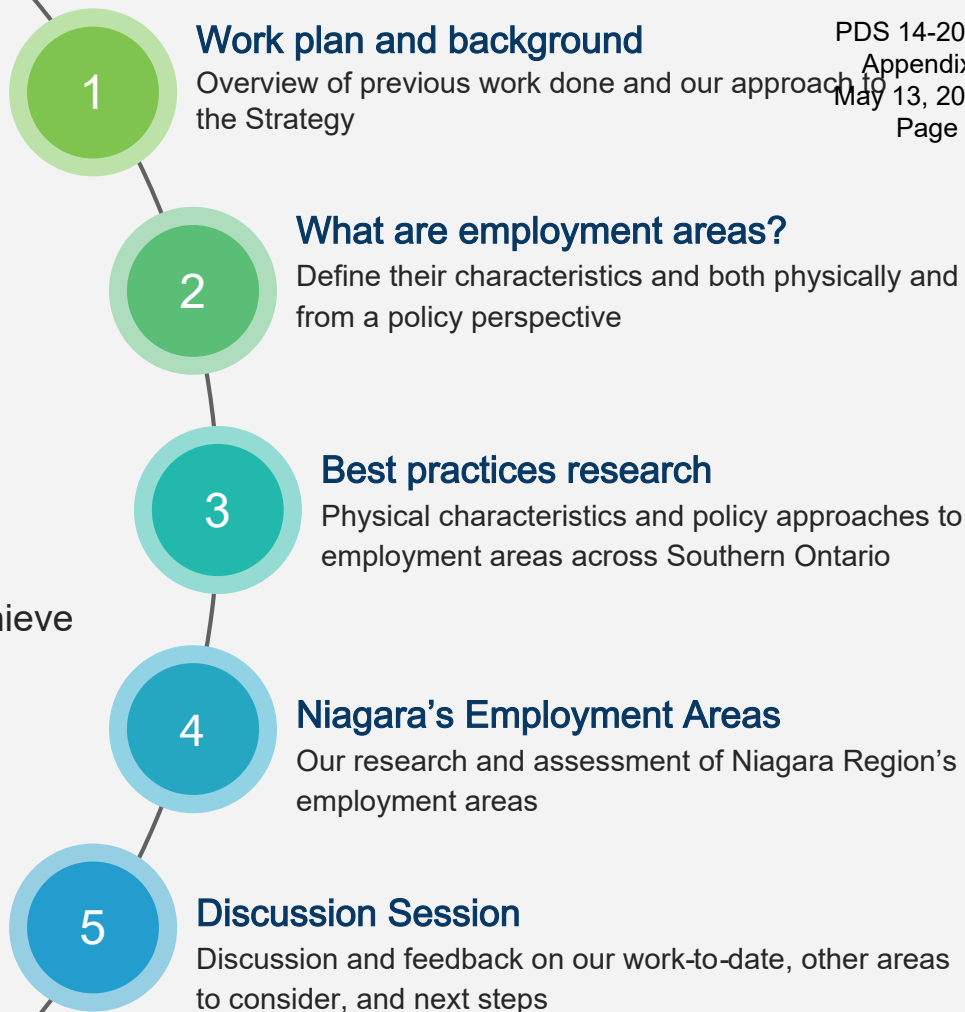 1
Work plan and background
Overview of previous work done and our approach to
the Strategy
PDS 14-20
Appendix
May 13, 20
Page
2
What are employment areas?
Define their characteristics and both physically and
from a policy perspective
3
Best practices research
Physical characteristics and policy approaches to
employment areas across Southern Ontario
ieve
4
Niagara's Employment Areas
Our research and assessment of Niagara Region's
employment areas
5
Discussion Session
Discussion and feedback on our work-to-date, other areas
to consider, and next steps